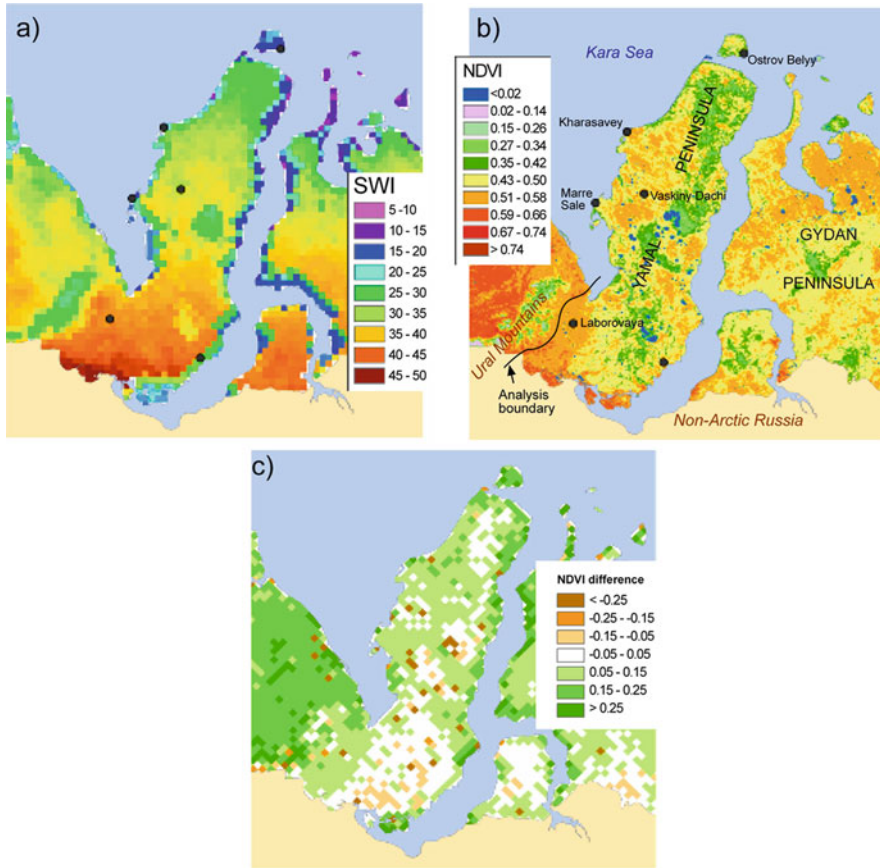 a)
SWI
5 - 10
10 - 15
15 - 20
20 - 25
25 - 30
30 - 35
35 - 40
40 - 45
45 - 50
b)
Kara Sea
Ostrov Belyy
NDVI
<0.02
0.02 - 0.14
0.15 - 0.26
0.27 - 0.34
0.35 - 0.42
0.43 - 0.50
0.51 - 0.58
0.59 - 0.66
0.67 - 0.74
> 0.74
Kharasavey
Marre
Sale
Vaskiny-Dachi
YAMAL
PENINSULA
GYDAN
PENINSULA
Laborovaya
Ural Mountains
Analysis
boundary
Non-Arctic Russia
c)
NDVI difference
< -0.25
-0.25 - -0.15
-0.15 - -0.05
-0.05 - 0.05
0.05 - 0.15
0.15 - 0.25
> 0.25